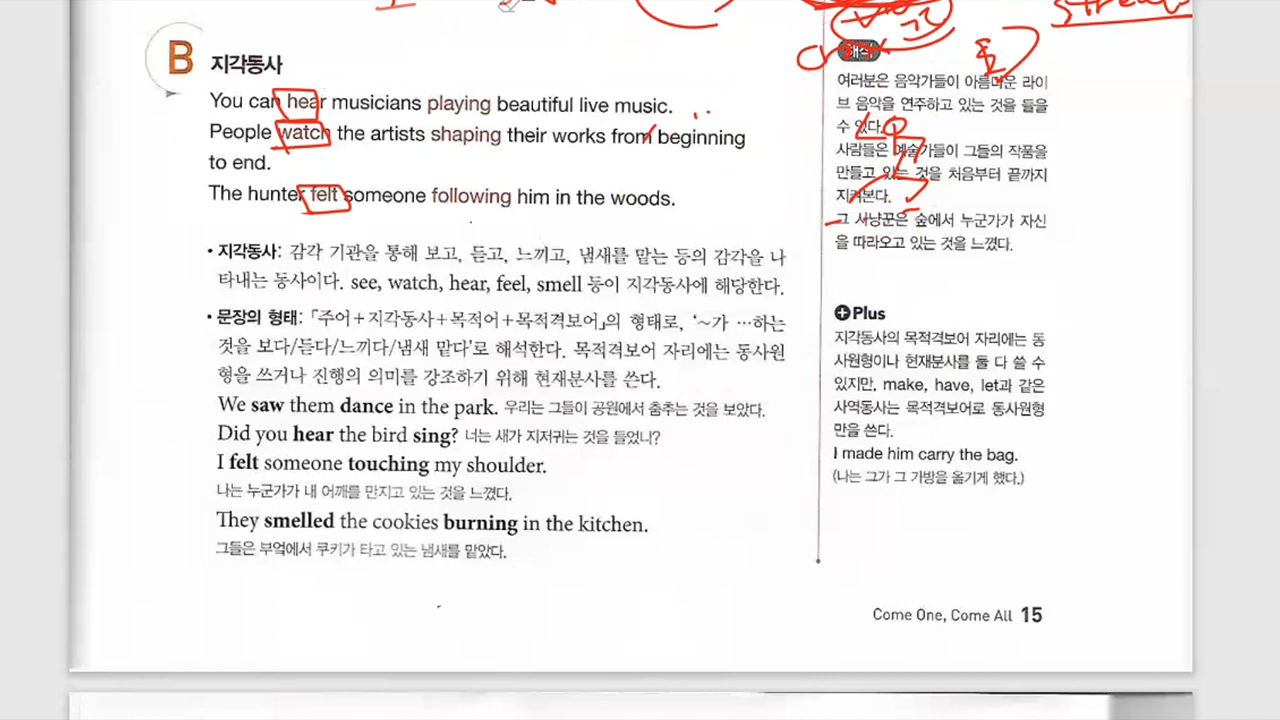 B 지각동사
You can hear musicians playing beautiful live music.
People watch the artists shaping their works from beginning
to end.
The hunter felt someone following him in the woods.
• 지각동사: 감각 기관을 통해 보고, 듣고, 느끼고, 냄새를 맡는 등의 감각을 나
타내는 동사이다. see, watch, hear, feel, smell 등이 지각동사에 해당한다.
• 문장의 형태: 「주어+지각동사+목적어+목적격보어」의 형태로, '~가 …하는
것을 보다/듣다/느끼다/냄새 맡다'로 해석한다. 목적격보어 자리에는 동사원
형을 쓰거나 진행의 의미를 강조하기 위해 현재분사를 쓴다.
We saw them dance in the park. 우리는 그들이 공원에서 춤추는 것을 보았다.
Did you hear the bird sing? 너는 새가 지저귀는 것을 들었니?
I felt someone touching my shoulder.
나는 누군가가 내 어깨를 만지고 있는 것을 느꼈다.
They smelled the cookies burning in the kitchen.
그들은 부엌에서 쿠키가 타고 있는 냄새를 맡았다.
해석
여러분은 음악가들이 아름다운 라이
브 음악을 연주하고 있는 것을 들을
수 있다.
사람들은 예술가들이 그들의 작품을
만들고 있는 것을 처음부터 끝까지
지켜본다.
그 사냥꾼은 숲에서 누군가가 자신
을 따라오고 있는 것을 느꼈다.
Plus
지각동사의 목적격보어 자리에는 동
사원형이나 현재분사를 둘 다 쓸 수
있지만, make, have, let과 같은
사역동사는 목적격보어로 동사원형
만을 쓴다.
I made him carry the bag.
(나는 그가 그 가방을 옮기게 했다.)
Come One, Come All 15